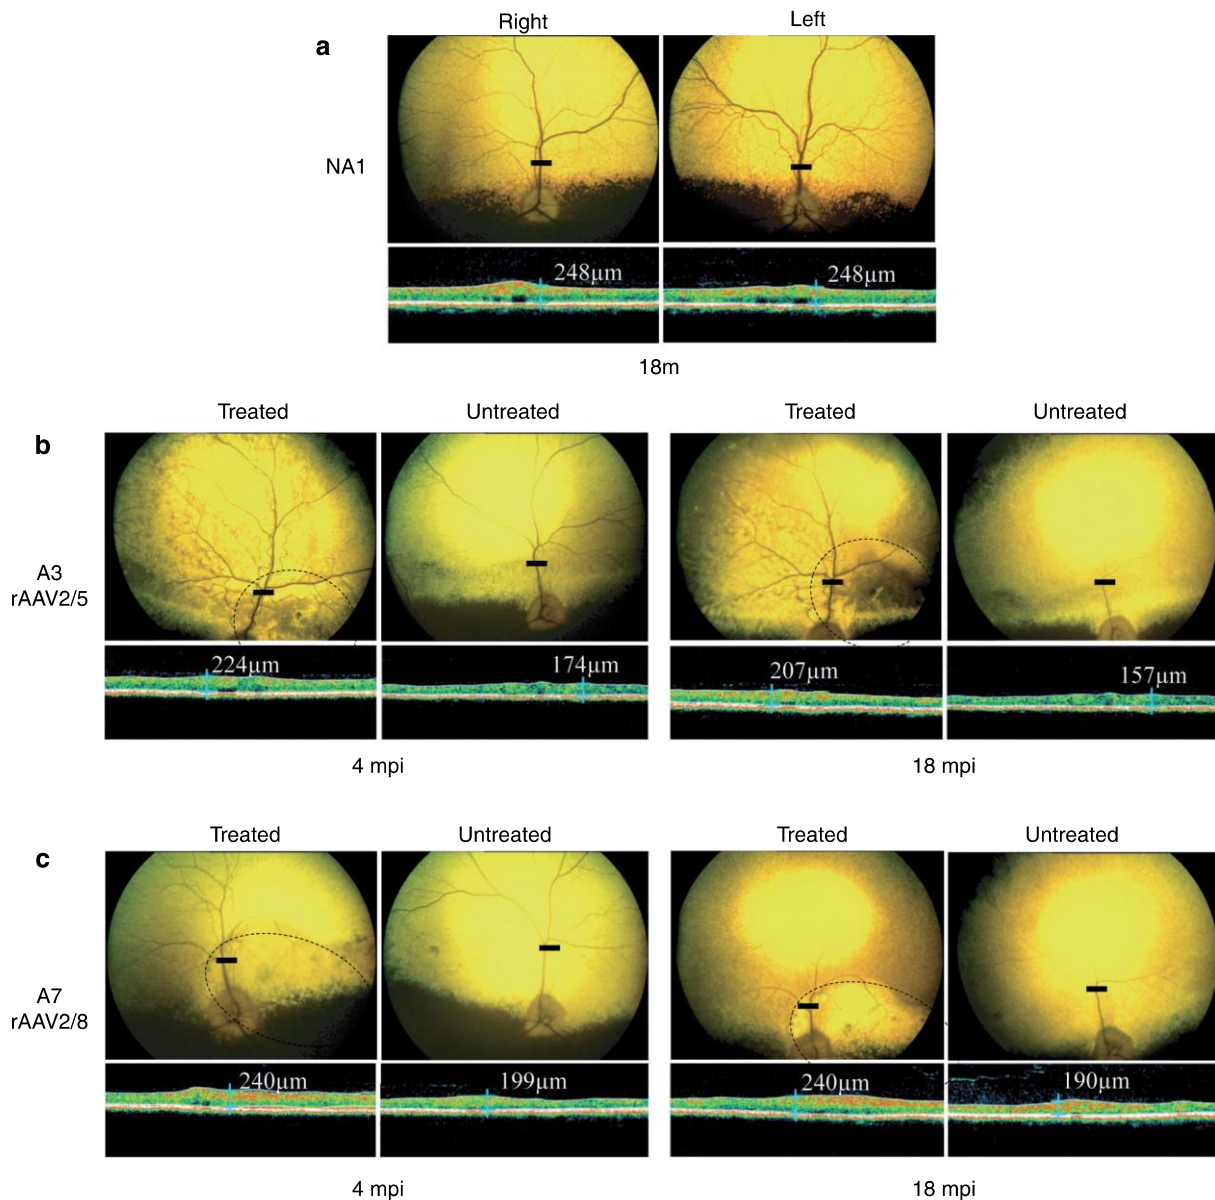 Right Left
a
NA1
248µm 248µm
18m
Treated Untreated Treated Untreated
b
A3
rAAV2/5
224µm 174µm 207µm 157µm
4 mpi 18 mpi
Treated Untreated Treated Untreated
c
A7
rAAV2/8
240µm 199µm 240µm 190µm
4 mpi 18 mpi